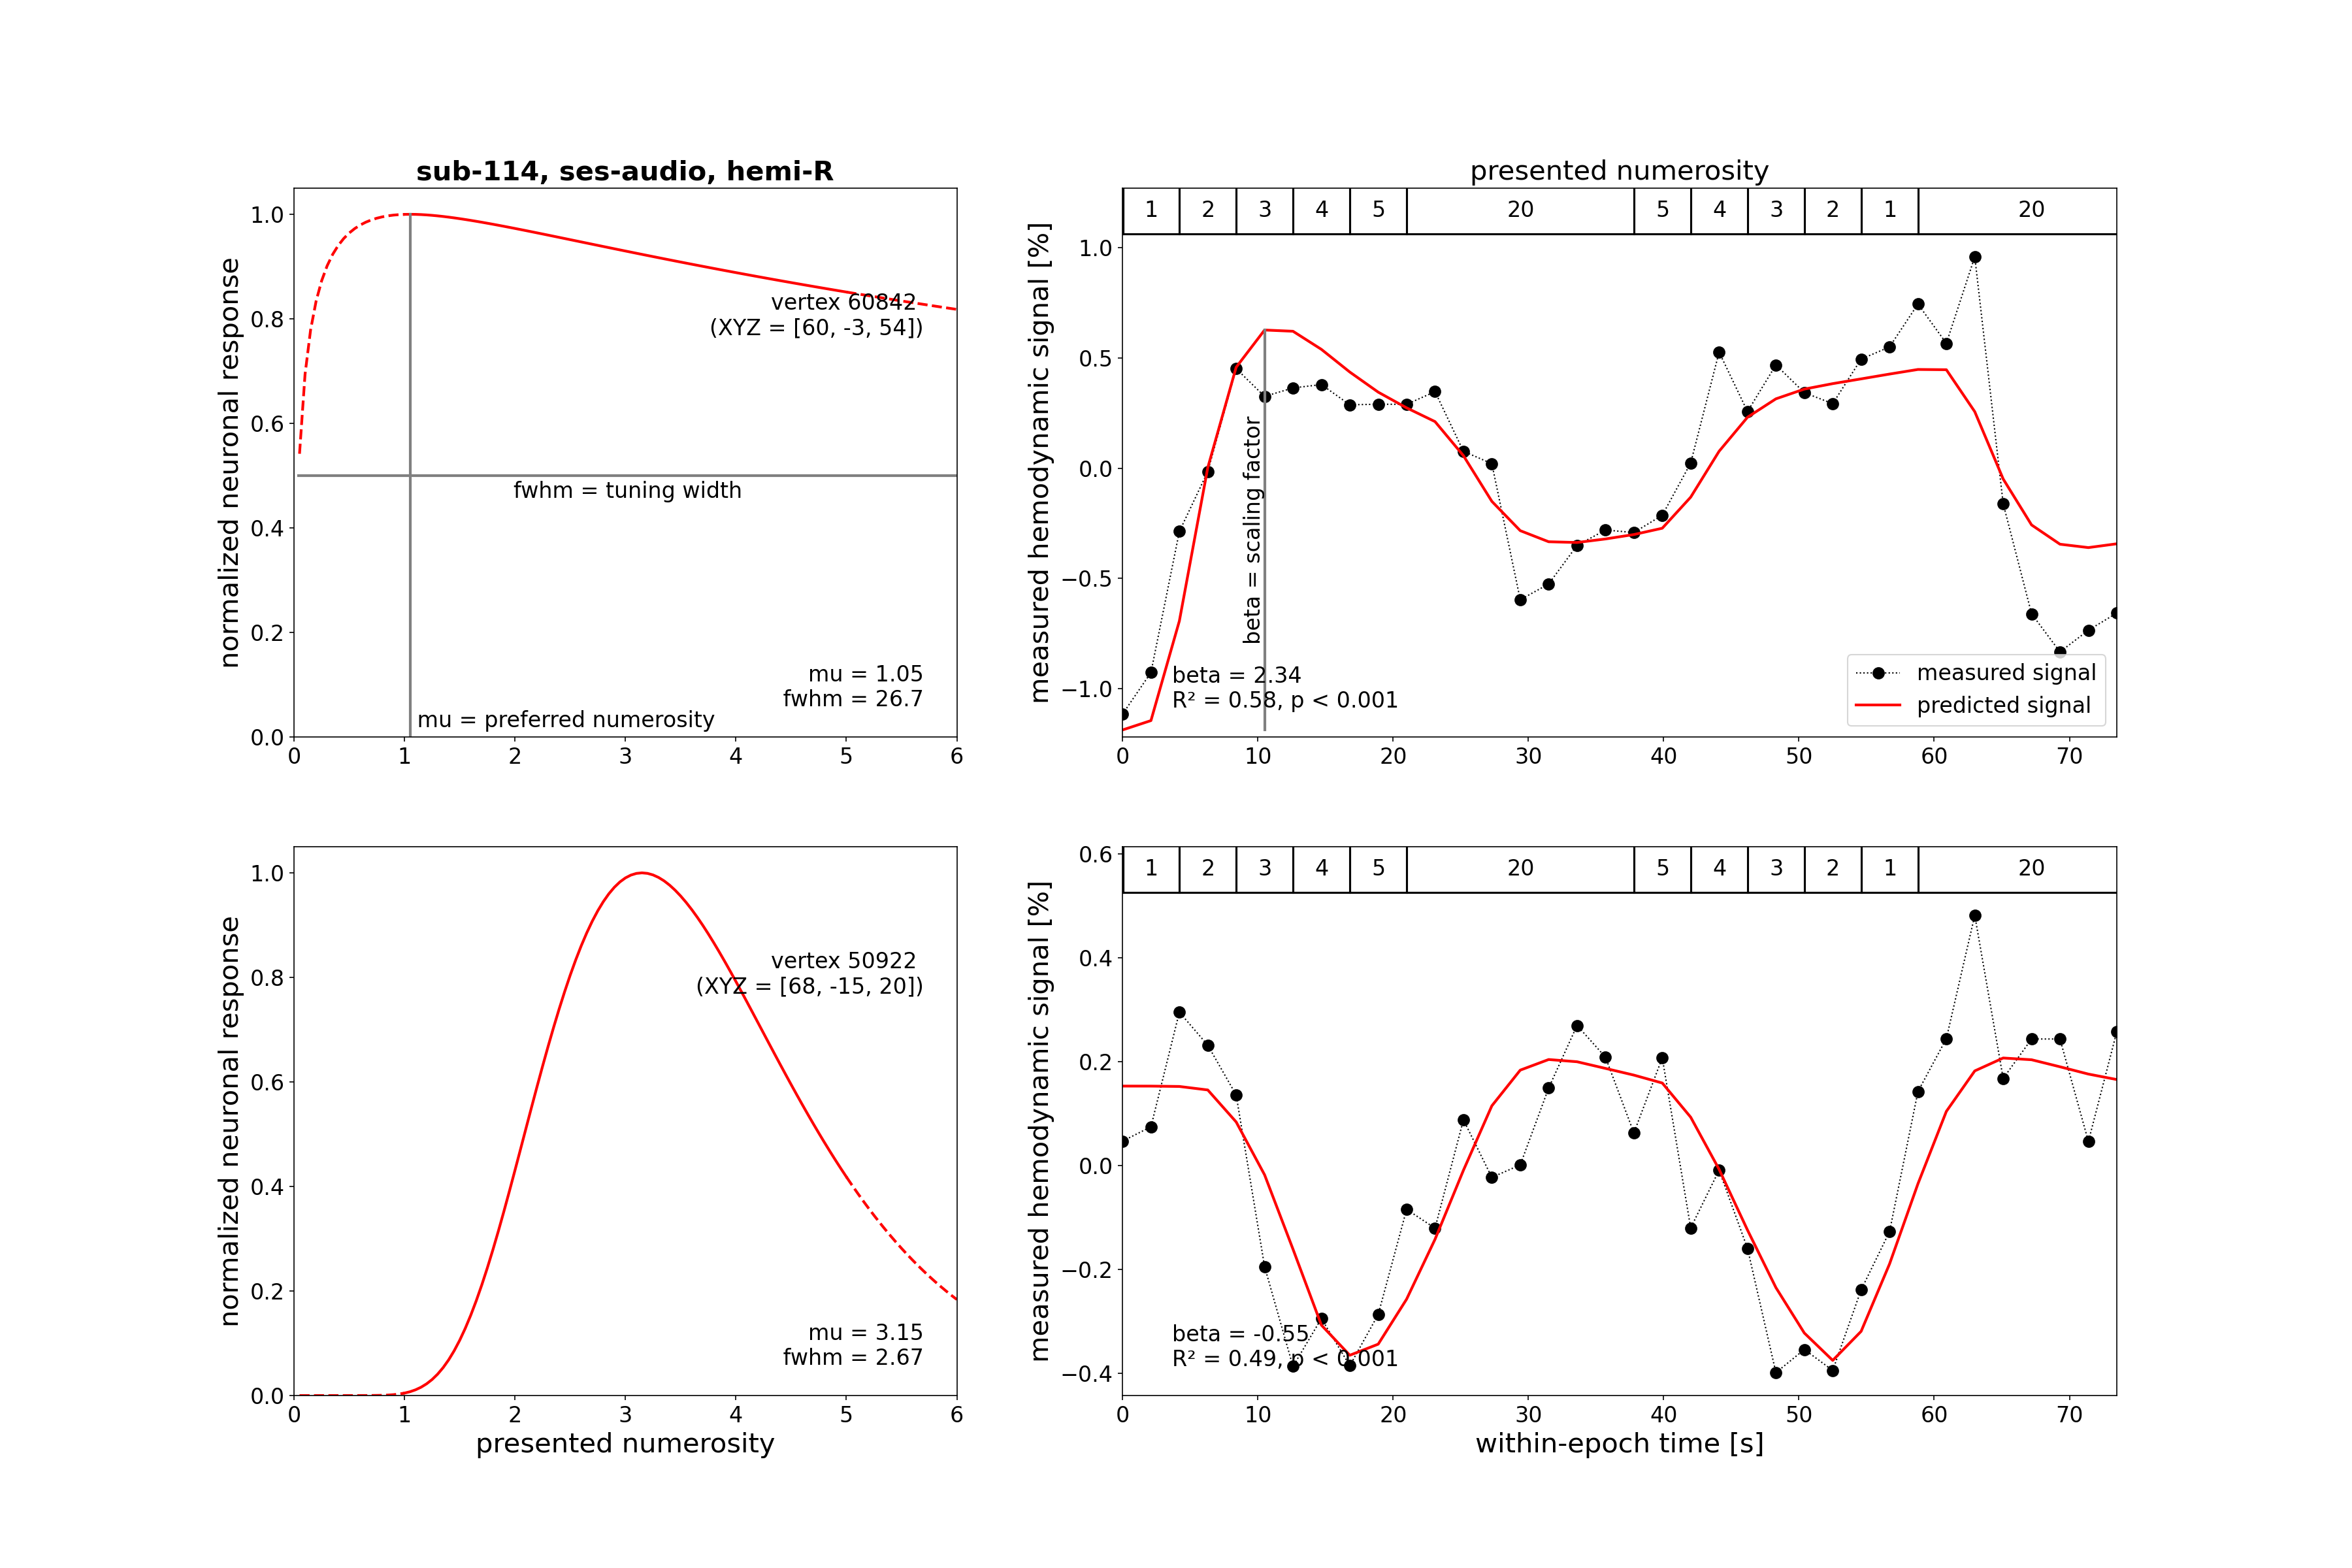 sub-114, ses-audio, hemi-R
normalized neuronal response
1.0
0.8
0.6
0.4
0.2
0.0
vertex 60842
(XYZ = [60, -3, 54])
fwhm = tuning width
mu = 1.05
fwhm = 26.7
mu = preferred numerosity
0 1 2 3 4 5 6
presented numerosity
1 2 3 4 5 20 5 4 3 2 1 20
measured hemodynamic signal [%]
1.0
0.5
0.0
−0.5
−1.0
beta = scaling factor
beta = 2.34
R² = 0.58, p < 0.001
measured signal
predicted signal
0 10 20 30 40 50 60 70
normalized neuronal response
1.0
0.8
0.6
0.4
0.2
0.0
vertex 50922
(XYZ = [68, -15, 20])
mu = 3.15
fwhm = 2.67
0 1 2 3 4 5 6
presented numerosity
1 2 3 4 5 20 5 4 3 2 1 20
measured hemodynamic signal [%]
0.6
0.4
0.2
0.0
−0.2
−0.4
beta = -0.55
R² = 0.49, p < 0.001
0 10 20 30 40 50 60 70
within-epoch time [s]